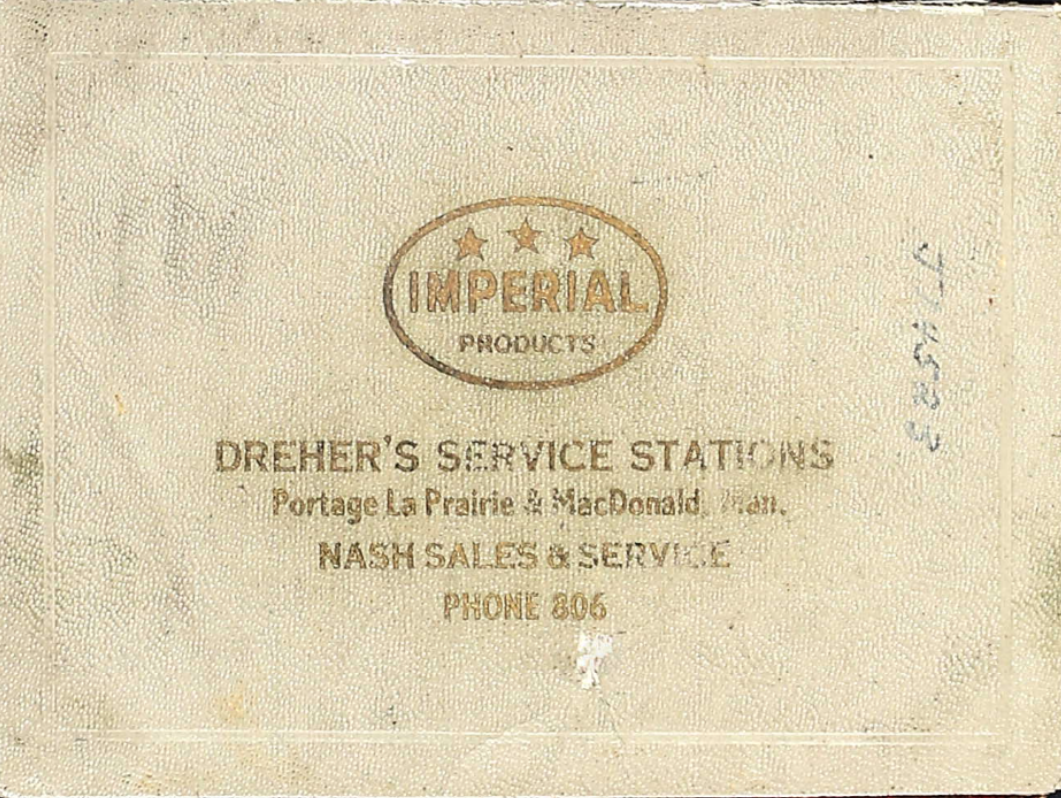 IMPERIAL
PRODUCTS
DREHER'S SERVICE STATIONS
Portage La Prairie & MacDonald, Man.
NASH SALES & SERVICE
PHONE 806